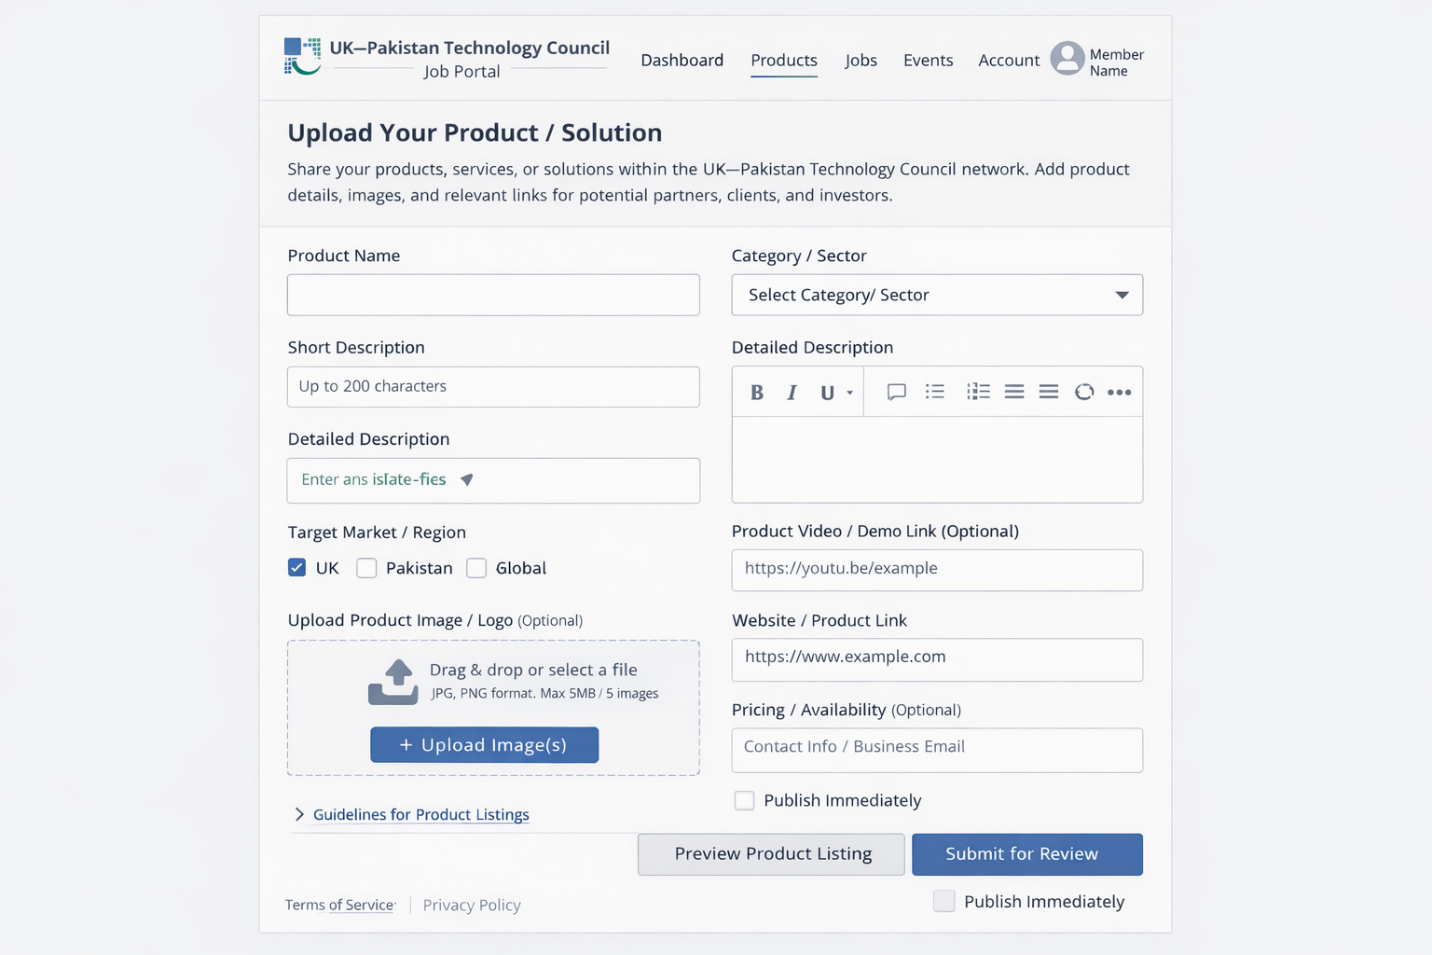 UK—Pakistan Technology Council
Job Portal
Dashboard
Products
Jobs
Events
Account
Member
Name
Upload Your Product / Solution
Share your products, services, or solutions within the UK—Pakistan Technology Council network. Add product
details, images, and relevant links for potential partners, clients, and investors.
Product Name
Category / Sector
Select Category/ Sector
Short Description
Up to 200 characters
Detailed Description
B I U
Detailed Description
Enter ans islate-fies
Target Market / Region
UK
Pakistan
Global
Product Video / Demo Link (Optional)
https://youtu.be/example
Upload Product Image / Logo (Optional)
Drag & drop or select a file
JPG, PNG format. Max 5MB / 5 images
+ Upload Image(s)
Website / Product Link
https://www.example.com
Pricing / Availability (Optional)
Contact Info / Business Email
Publish Immediately
Guidelines for Product Listings
Preview Product Listing
Submit for Review
Terms of Service
Privacy Policy
Publish Immediately